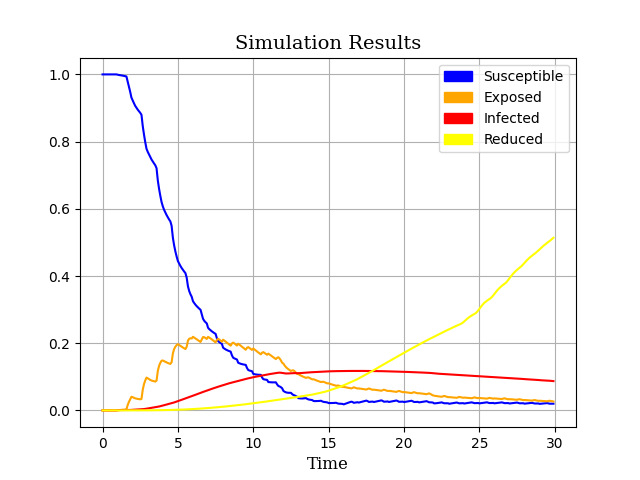 Simulation Results
Susceptible
Exposed
Infected
Reduced
1.0
0.8
0.6
0.4
0.2
0.0
0 5 10 15 20 25 30
Time